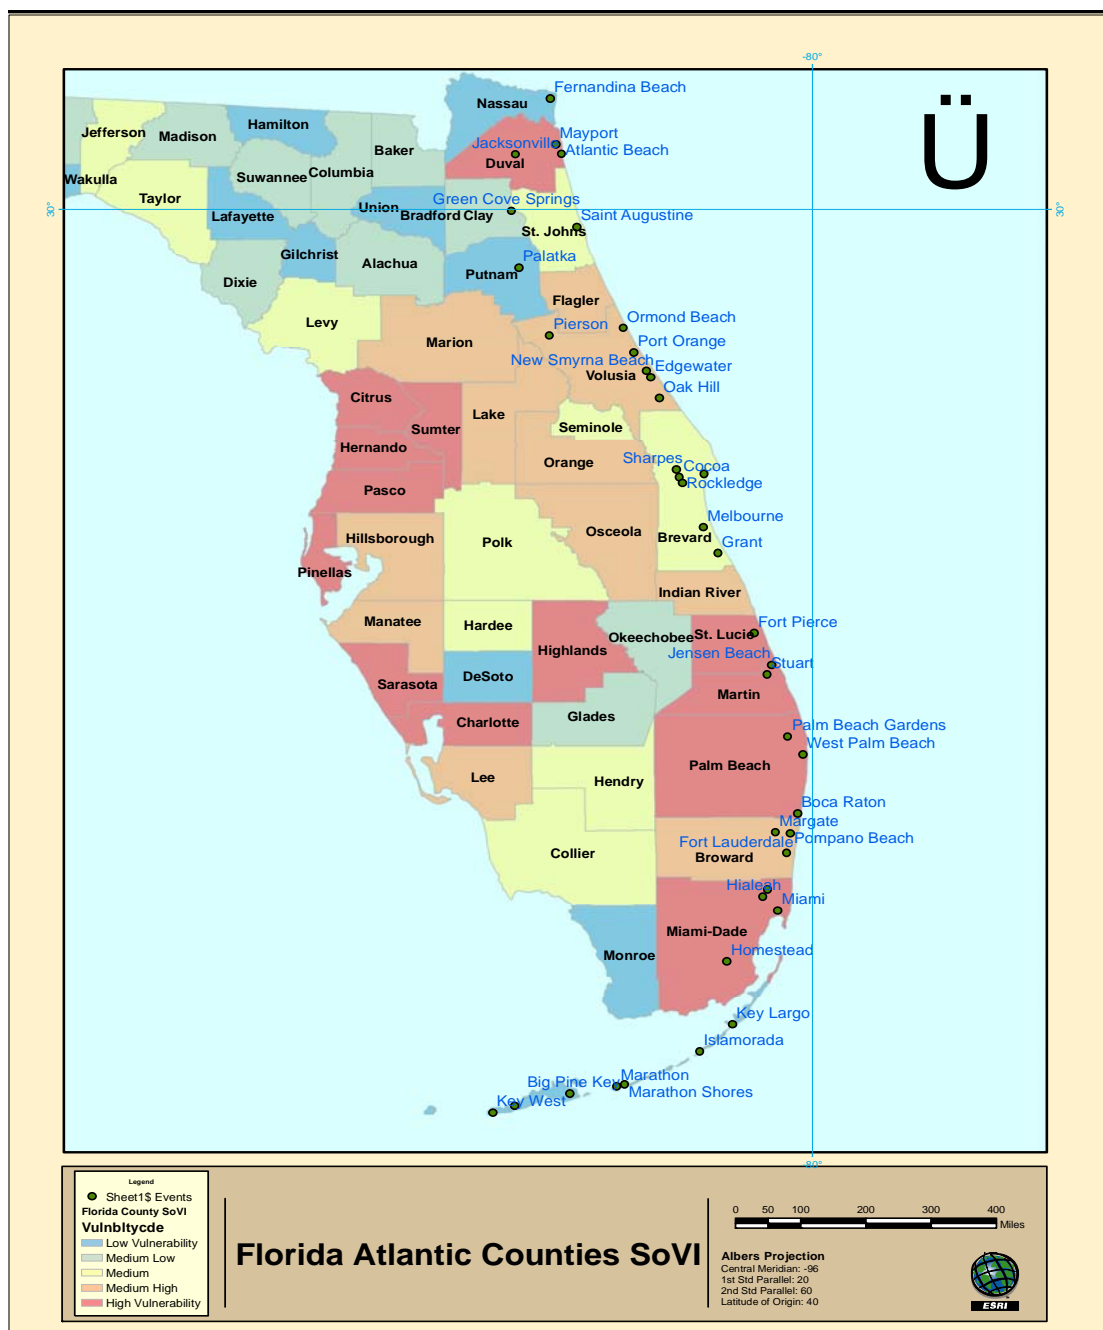 -80°
Ü
Fernandina Beach
Nassau
Jefferson
Madison
Hamilton
Mayport
Jacksonville
Atlantic Beach
Baker
Duval
Wakulla
Suwannee
Columbia
Taylor
Green Cove Springs
30°
30°
Lafayette
Union
Bradford
Clay
Saint Augustine
St. Johns
Gilchrist
Alachua
Palatka
Putnam
Dixie
Flagler
Levy
Pierson
Ormond Beach
Marion
Port Orange
New Smyrna Beach
Edgewater
Volusia
Oak Hill
Citrus
Lake
Sumter
Seminole
Hernando
Orange
Sharpes
Cocoa
Rockledge
Pasco
Melbourne
Hillsborough
Polk
Osceola
Brevard
Grant
Pinellas
Indian River
Manatee
Hardee
Fort Pierce
Okeechobee
St. Lucie
Highlands
Jensen Beach
Stuart
DeSoto
Sarasota
Martin
Charlotte
Glades
Palm Beach Gardens
West Palm Beach
Palm Beach
Lee
Hendry
Boca Raton
Margate
Fort Lauderdale
Pompano Beach
Collier
Broward
Hialeah
Miami
Miami-Dade
Monroe
Homestead
Key Largo
Islamorada
Marathon
Big Pine Key
Marathon Shores
Key West
-80°
Legend
Sheet1$ Events
Florida County SoVI
Vulnbltycde
Low Vulnerability
Medium Low
Medium
Medium High
High Vulnerability
Florida Atlantic Counties SoVI
0 50 100 200 300 400
Miles
Albers Projection
Central Meridian: -96
1st Std Parallel: 20
2nd Std Parallel: 60
Latitude of Origin: 40
ESRI